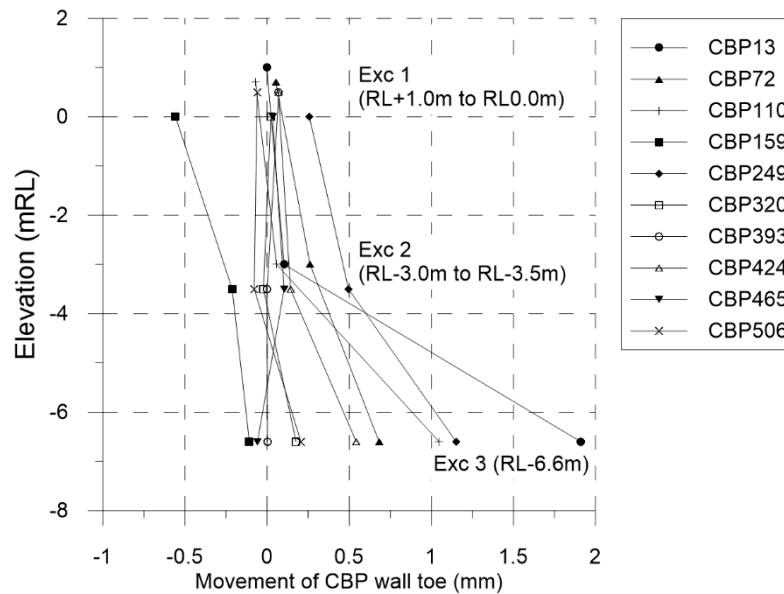 2
0
-2
-4
-6
-8
Elevation (mRL)
-1
-0.5
0
0.5
1
1.5
2
Movement of CBP wall toe (mm)
Exc 1
(RL+1.0m to RL0.0m)
Exc 2
(RL-3.0m to RL-3.5m)
Exc 3 (RL-6.6m)
CBP13
CBP72
CBP110
CBP159
CBP249
CBP320
CBP393
CBP424
CBP465
CBP506